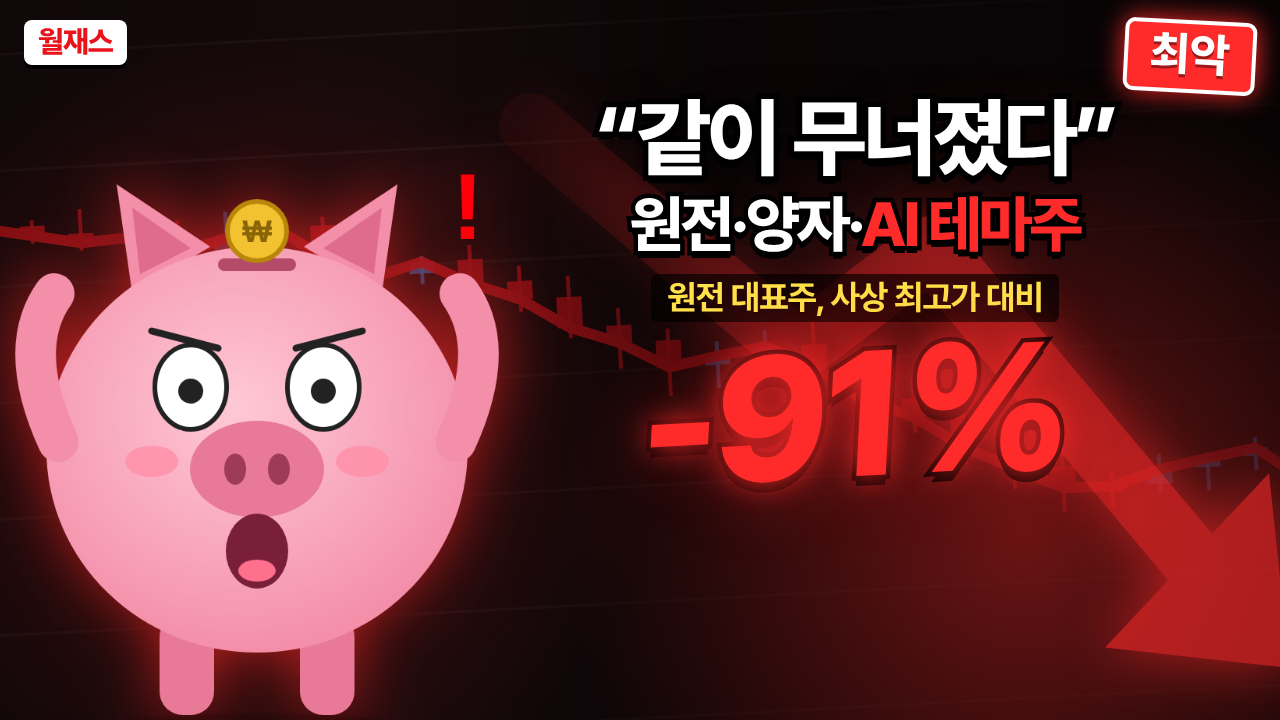 월재스
최악
“같이 무너졌다”
원전·양자·AI 테마주
원전 대표주, 사상 최고가 대비
-91%
₩
!